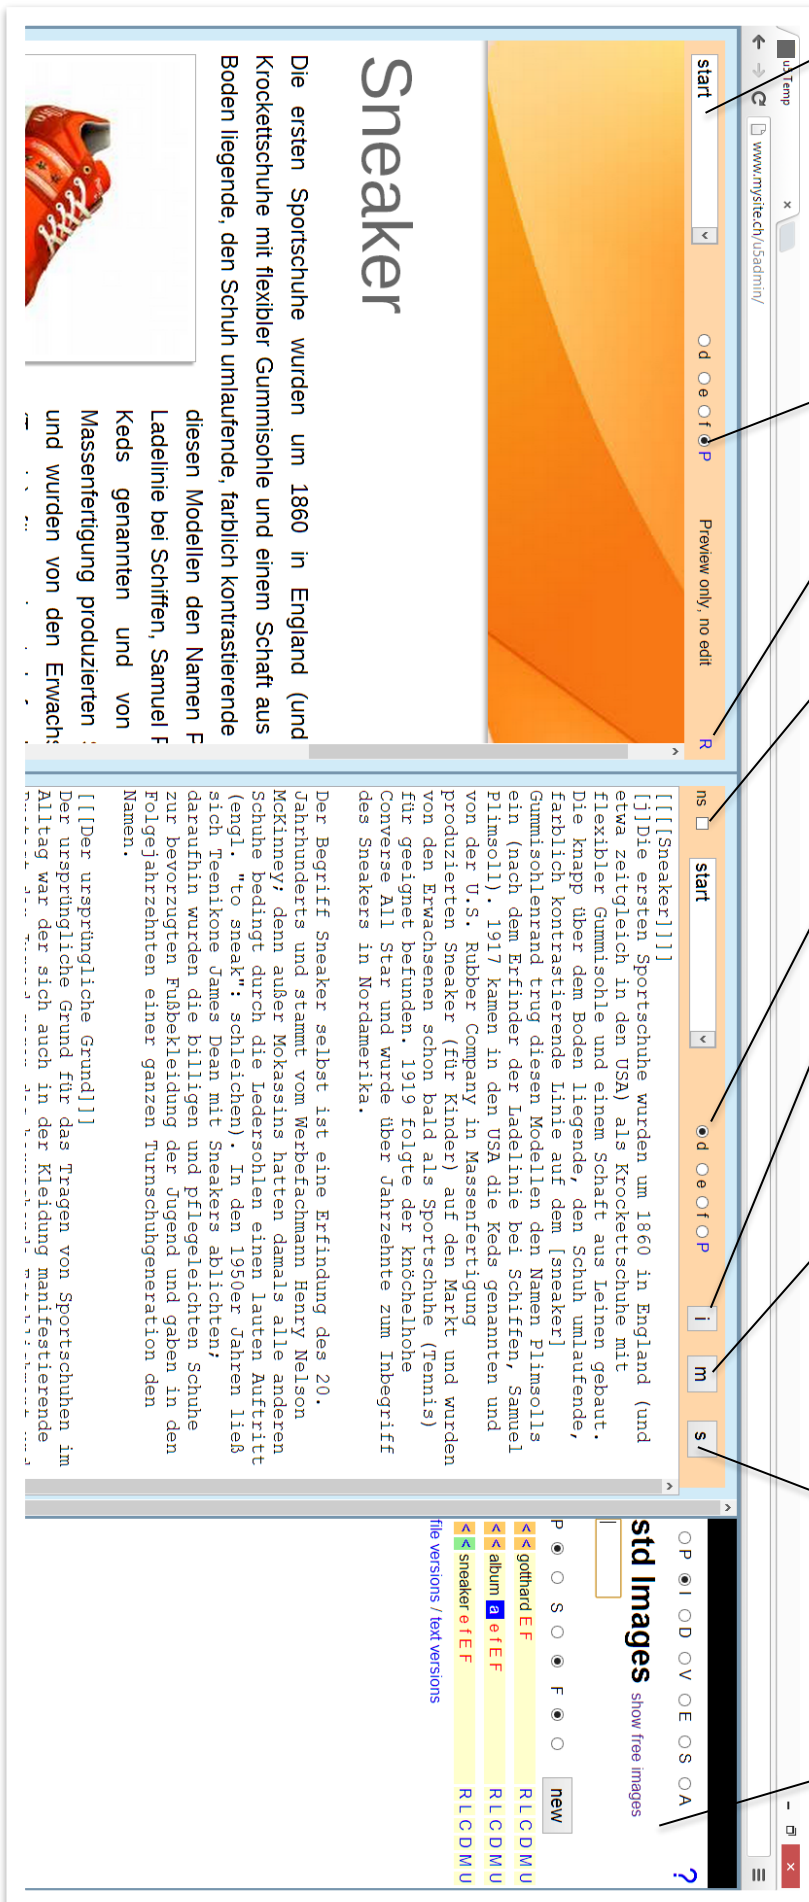 u5 Temp
www.mysite.ch/u5admin/
start
d e f P
Preview only, no edit
R
Sneaker
Die ersten Sportschuhe wurden um 1860 in England (und
Krockettschuhe mit flexibler Gummisohle und einem Schaft aus
Boden liegende, den Schuh umlaufende, farblich kontrastierende
diesen Modellen den Namen P
Ladelinie bei Schiffen, Samuel P
Keds genannten und von
Massenfertigung produzierten
und wurden von den Erwachs
ns
start
d e f P
i
m
s
[[[[Sneaker]]]]
[j]Die ersten Sportschuhe wurden um 1860 in England (und
etwa zeitgleich in den USA) als Krockettschuhe mit
flexibler Gummisohle und einem Schaft aus Leinen gebaut.
Die knapp über dem Boden liegende, den Schuh umlaufende,
farblich kontrastierende Linie auf dem [sneaker]
Gummisohlenrand trug diesen Modellen den Namen Plimsolls
ein (nach dem Erfinder der Ladelinie bei Schiffen, Samuel
Plimsoll). 1917 kamen in den USA die Keds genannten und
von der U.S. Rubber Company in Massenfertigung
produzierten Sneaker (für Kinder) auf den Markt und wurden
von den Erwachsenen schon bald als Sportschuhe (Tennis)
für geeignet befunden. 1919 folgte der knöchelhohe
Converse All Star und wurde über Jahrzehnte zum Inbegriff
des Sneakers in Nordamerika.
Der Begriff Sneaker selbst ist eine Erfindung des 20.
Jahrhunderts und stammt vom Werbefachmann Henry Nelson
McKinney; denn außer Mokassins hatten damals alle anderen
Schuhe bedingt durch die Ledersohlen einen lauten Auftritt
(engl. "to sneak": schleichen). In den 1950er Jahren ließ
sich Teenikone James Dean mit Sneakers ablichten;
daraufhin wurden die billigen und pflegeleichten Schuhe
zur bevorzugten Fußbekleidung der Jugend und gaben in den
Folgejahrzehnten einer ganzen Turnschuhgeneration den
Namen.
[[[Der ursprüngliche Grund]]]
Der ursprüngliche Grund für das Tragen von Sportschuhen im
Alltag war der sich auch in der Kleidung manifestierende
P I D V E S A
?
std Images show free images
P S F new
< < gotthard E F R L C D M U
< < album a e f E F R L C D M U
< < sneaker e f E F R L C D M U
file versions / text versions